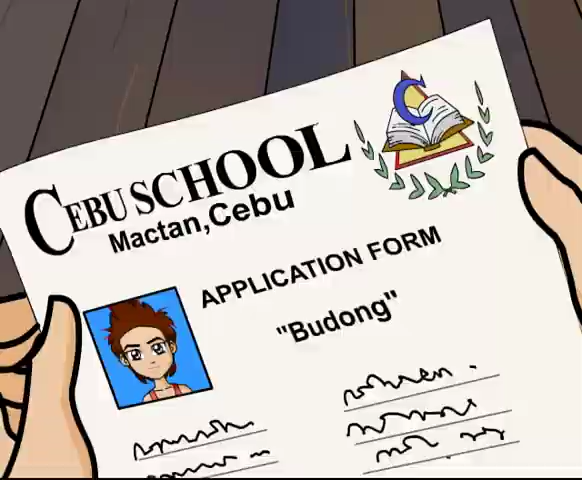 CEBU SCHOOL
Mactan,Cebu
C
APPLICATION FORM
"Budong"